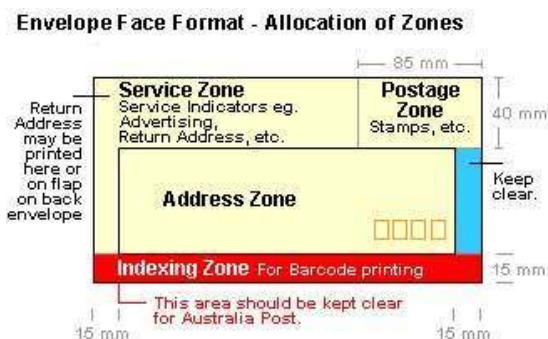 Envelope Face Format - Allocation of Zones
85 mm
Service Zone
Service Indicators eg.
Advertising,
Return Address, etc.
Postage
Zone
Stamps, etc.
40 mm
Return
Address
may be
printed
here or
on flap
on back
envelope
Keep
clear.
Address Zone
Indexing Zone For Barcode printing
15 mm
This area should be kept clear
for Australia Post.
15 mm
15 mm